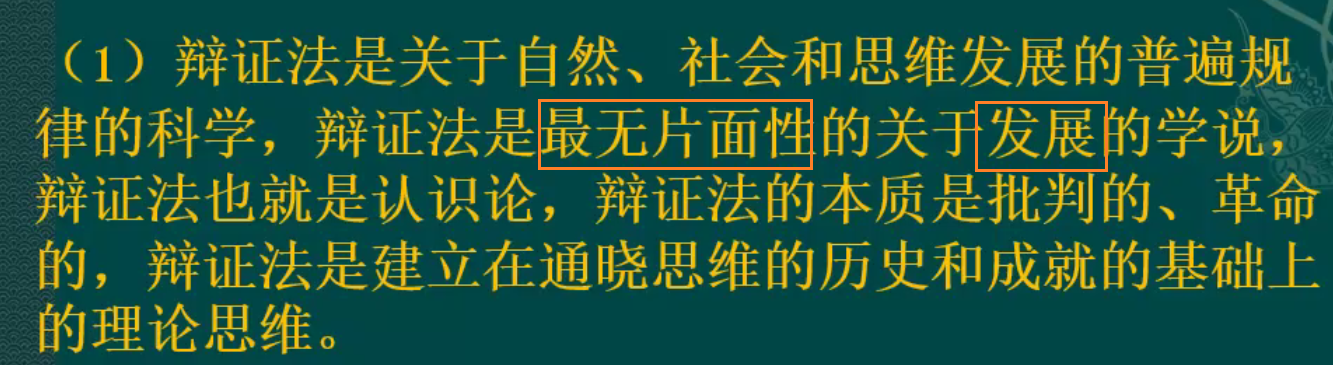 （1）辩证法是关于自然、社会和思维发展的普遍规
律的科学，辩证法是最无片面性的关于发展的学说，
辩证法也就是认识论，辩证法的本质是批判的、革命
的，辩证法是建立在通晓思维的历史和成就的基础上
的理论思维。